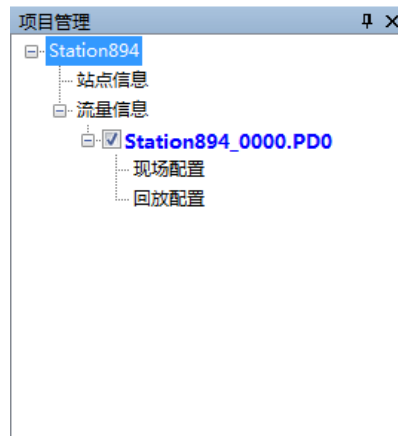 项目管理
Station894
站点信息
流量信息
Station894_0000.PD0
现场配置
回放配置